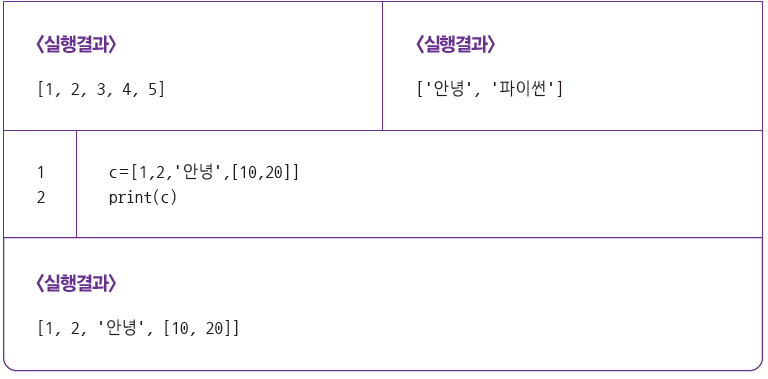 〈실행결과〉
[1, 2, 3, 4, 5]
〈실행결과〉
['안녕', '파이썬']
1 c=[1,2,'안녕',[10,20]]
2 print(c)
〈실행결과〉
[1, 2, '안녕', [10, 20]]